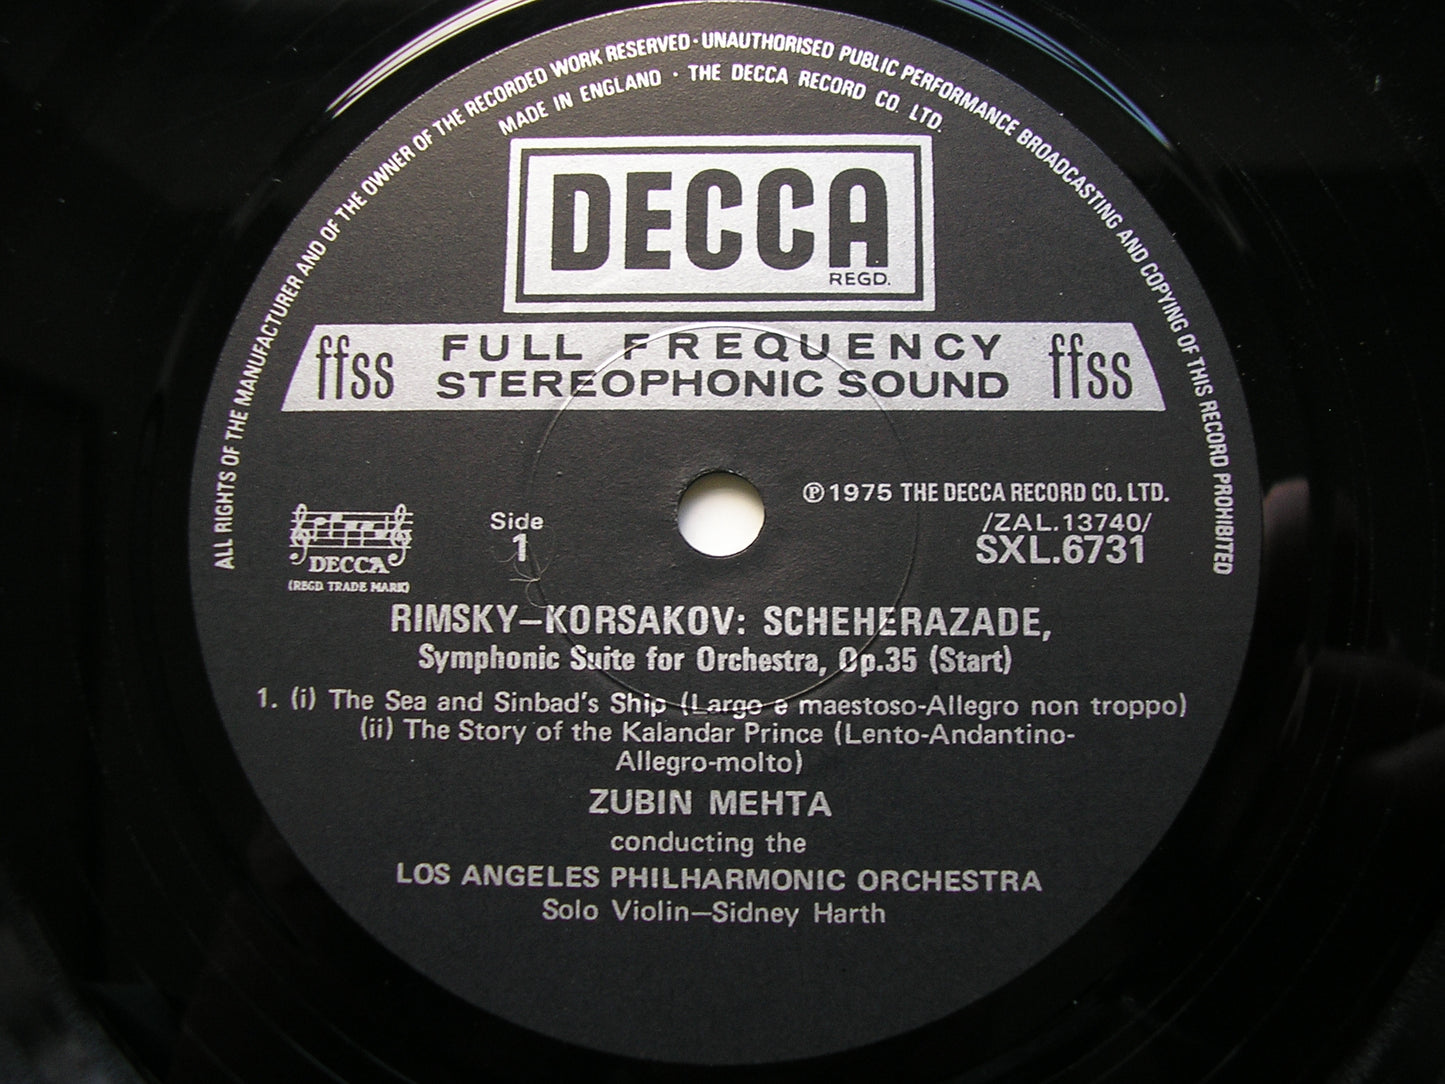 ALL RIGHTS OF THE MANUFACTURER AND OF THE OWNER OF THE RECORDED WORK RESERVED · UNAUTHORISED PUBLIC PERFORMANCE BROADCASTING AND COPYING OF THIS RECORD PROHIBITED
MADE IN ENGLAND · THE DECCA RECORD CO LTD.
DECCA
REGD.
ffss FULL FREQUENCY ffss
STEREOPHONIC SOUND
℗ 1975 THE DECCA RECORD CO. LTD.
/ZAL.13740/
SXL.6731
Side
1
DECCA
(REGD. TRADE MARK)
RIMSKY–KORSAKOV: SCHEHERAZADE,
Symphonic Suite for Orchestra, Op.35 (Start)
1. (i) The Sea and Sinbad's Ship (Largo e maestoso-Allegro non troppo)
(ii) The Story of the Kalandar Prince (Lento-Andantino-
Allegro-molto)
ZUBIN MEHTA
conducting the
LOS ANGELES PHILHARMONIC ORCHESTRA
Solo Violin–Sidney Harth